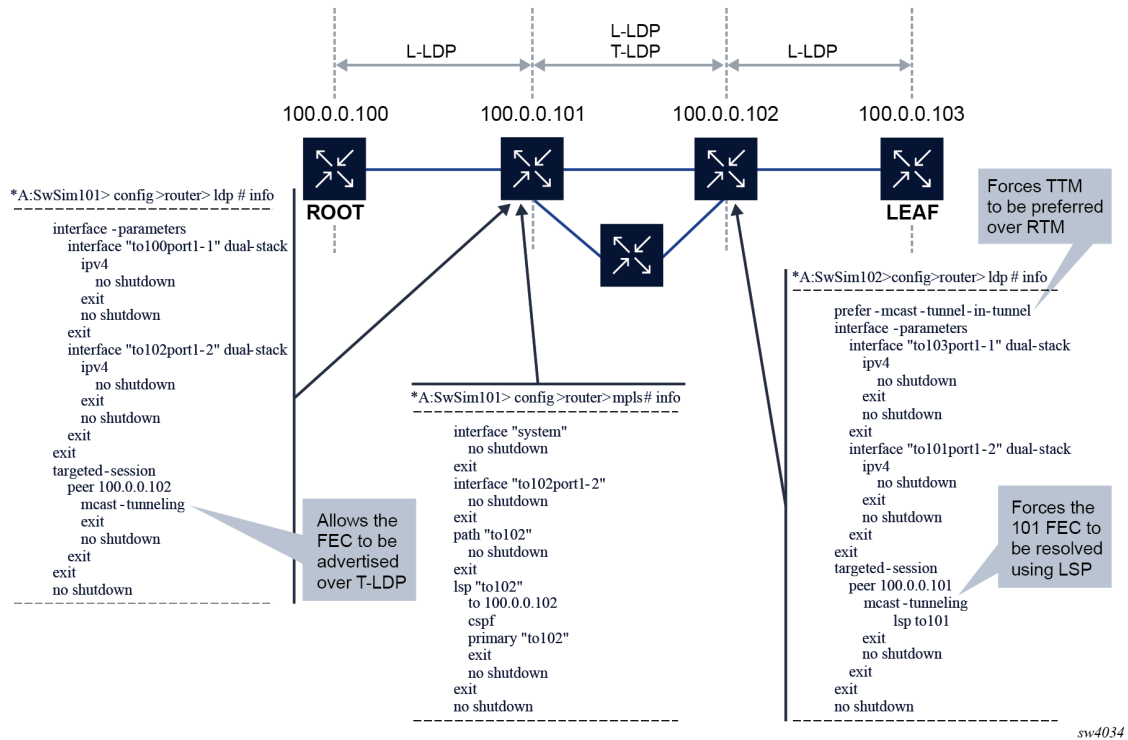 L-LDP
L-LDP
T-LDP
L-LDP
100.0.0.100
100.0.0.101
100.0.0.102
100.0.0.103
ROOT
LEAF
*A:SwSim101> config>router> ldp # info
interface -parameters
interface "to100port1-1" dual-stack
ipv4
no shutdown
exit
no shutdown
exit
interface "to102port1-2" dual-stack
ipv4
no shutdown
exit
no shutdown
exit
exit
targeted-session
peer 100.0.0.102
mcast-tunneling
exit
no shutdown
exit
exit
no shutdown
Allows the
FEC to be
advertised
over T-LDP
*A:SwSim101> config>router>mpls# info
interface "system"
no shutdown
exit
interface "to102port1-2"
no shutdown
exit
path "to102"
no shutdown
exit
lsp "to102"
to 100.0.0.102
cspf
primary "to102"
exit
no shutdown
exit
no shutdown
Forces TTM
to be preferred
over RTM
*A:SwSim102>config>router>ldp # info
prefer-mcast-tunnel-in-tunnel
interface -parameters
interface "to103port1-1" dual-stack
ipv4
no shutdown
exit
no shutdown
exit
interface "to101port1-2" dual-stack
ipv4
no shutdown
exit
no shutdown
exit
exit
targeted-session
peer 100.0.0.101
mcast-tunneling
lsp to101
exit
no shutdown
exit
exit
no shutdown
Forces the
101 FEC to
be resolved
using LSP
sw4034